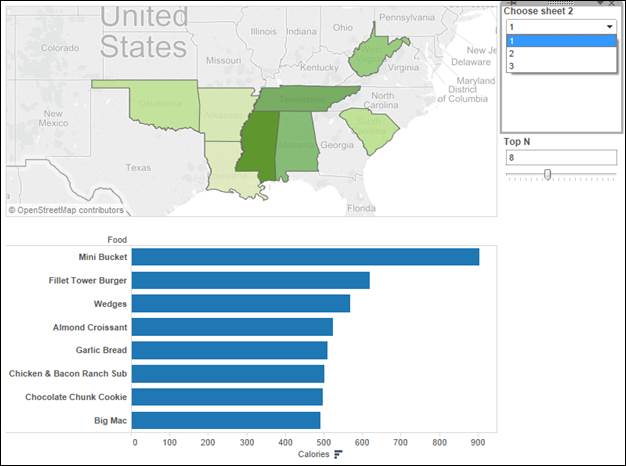 United
States
Pennsylvania
Illinois
Indiana
Ohio
New Je
Colorado
Missouri
Kentucky
Virginia
Delaware
Maryland
District
of Columbia
North
Carolina
New
Mexico
Georgia
Texas
Florida
© OpenStreetMap contributors
Choose sheet 2
1
1
2
3
Top N
8
Food
Mini Bucket
Fillet Tower Burger
Wedges
Almond Croissant
Garlic Bread
Chicken & Bacon Ranch Sub
Chocolate Chunk Cookie
Big Mac
0 100 200 300 400 500 600 700 800 900
Calories